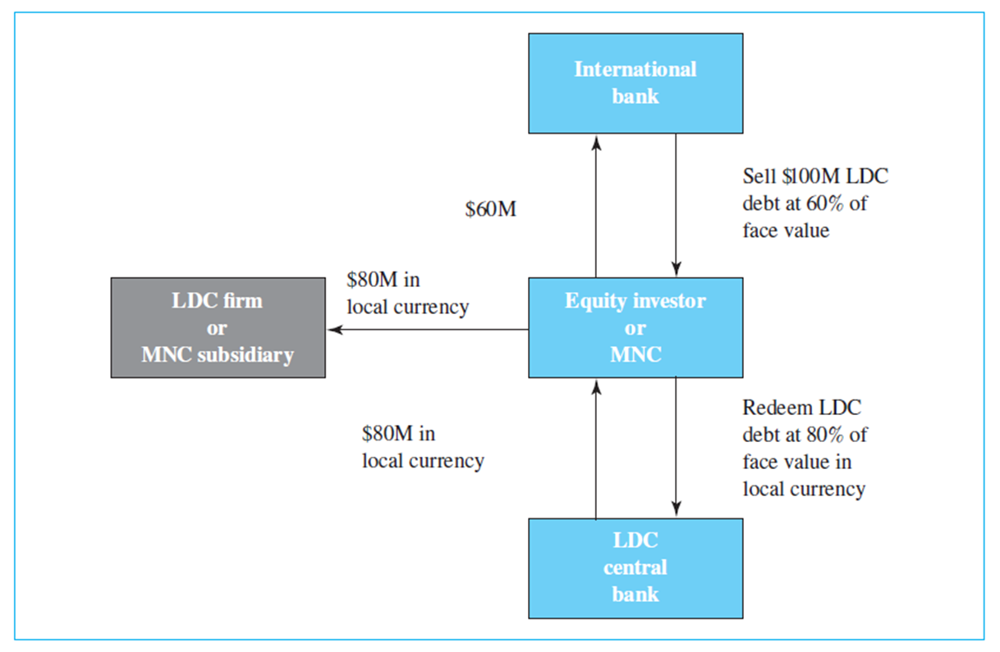 International
bank
Sell $100M LDC
debt at 60% of
face value
$60M
$80M in
local currency
LDC firm
or
MNC subsidiary
Equity investor
or
MNC
Redeem LDC
debt at 80% of
face value in
local currency
$80M in
local currency
LDC
central
bank